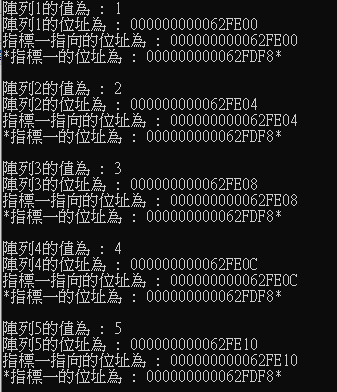 陣列1的值為 : 1
陣列1的位址為 : 000000000062FE00
指標一指向的位址為 : 000000000062FE00
*指標一的位址為 : 000000000062FDF8*
陣列2的值為 : 2
陣列2的位址為 : 000000000062FE04
指標一指向的位址為 : 000000000062FE04
*指標一的位址為 : 000000000062FDF8*
陣列3的值為 : 3
陣列3的位址為 : 000000000062FE08
指標一指向的位址為 : 000000000062FE08
*指標一的位址為 : 000000000062FDF8*
陣列4的值為 : 4
陣列4的位址為 : 000000000062FE0C
指標一指向的位址為 : 000000000062FE0C
*指標一的位址為 : 000000000062FDF8*
陣列5的值為 : 5
陣列5的位址為 : 000000000062FE10
指標一指向的位址為 : 000000000062FE10
*指標一的位址為 : 000000000062FDF8*